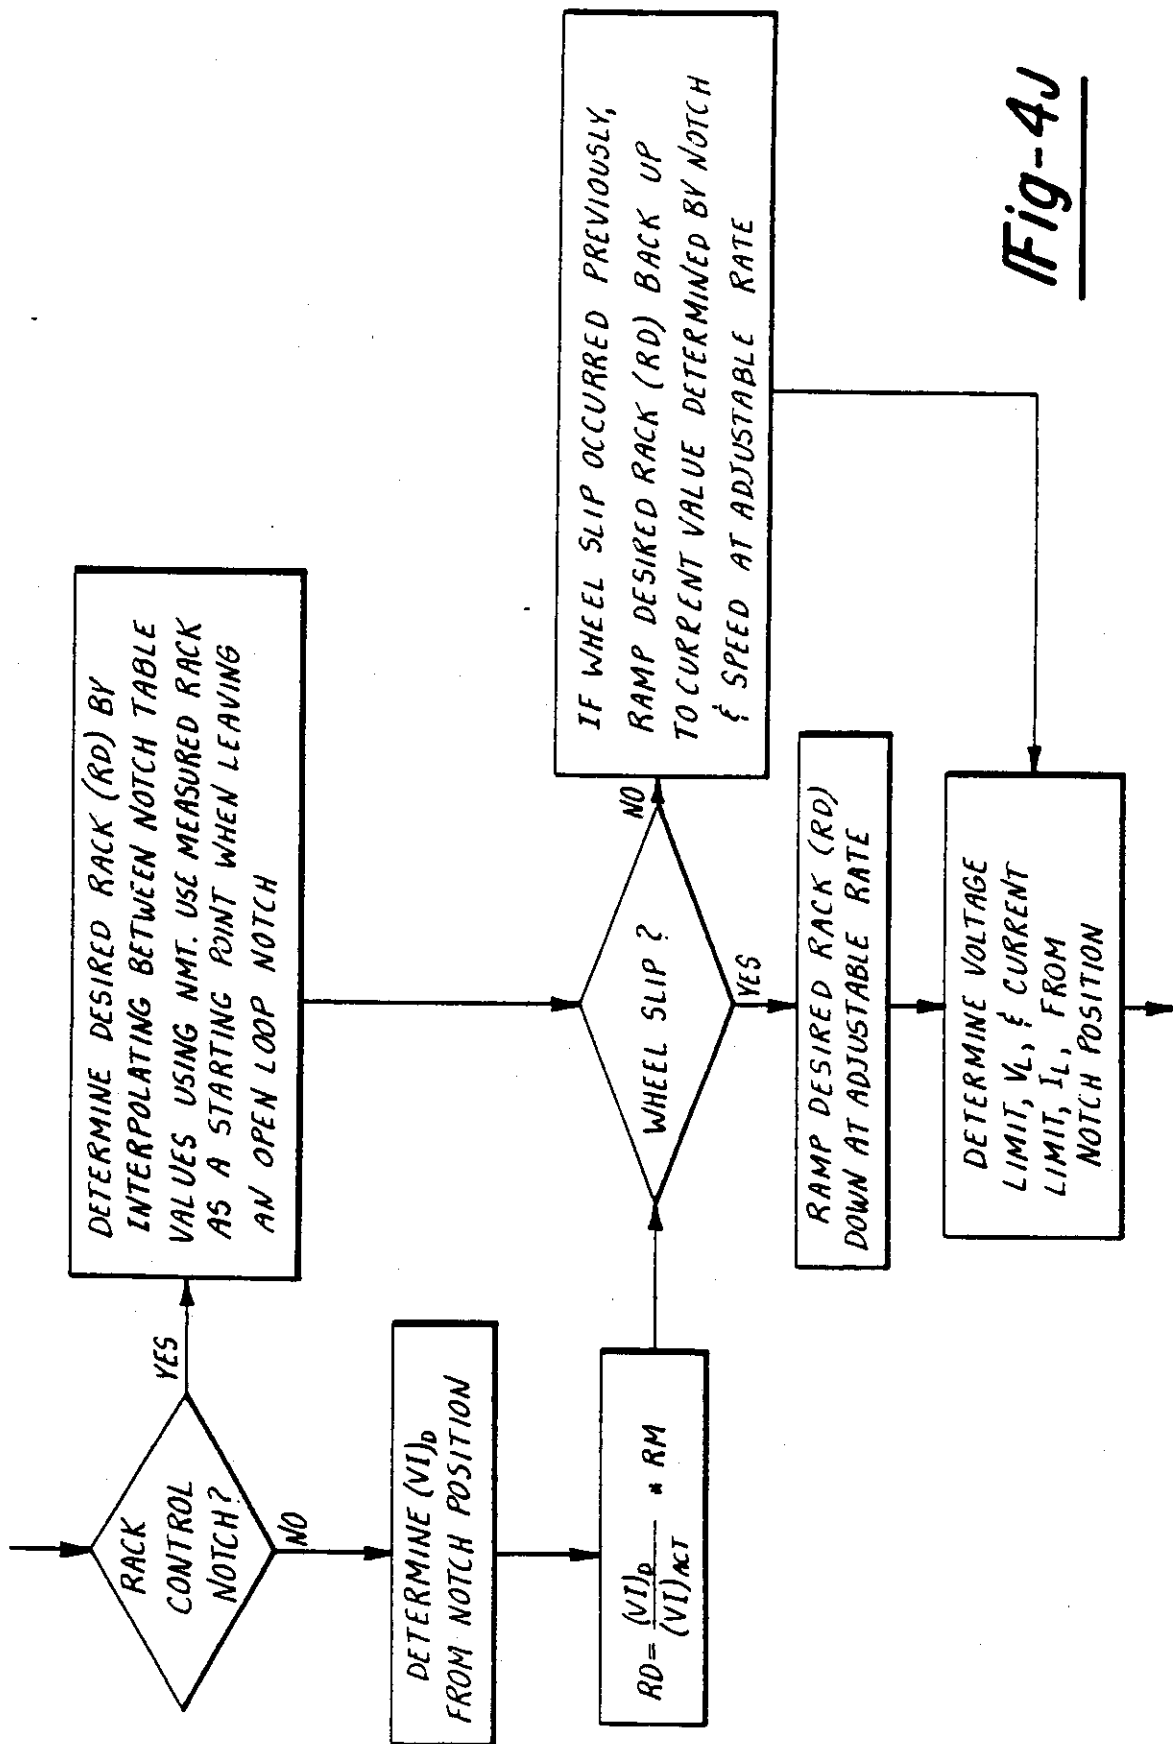 RACK
CONTROL
NOTCH?
YES
NO
DETERMINE DESIRED RACK (RD) BY
INTERPOLATING BETWEEN NOTCH TABLE
VALUES USING NMT. USE MEASURED RACK
AS A STARTING POINT WHEN LEAVING
AN OPEN LOOP NOTCH
DETERMINE (VI)D
FROM NOTCH POSITION
RD = (VI)D / (VI)ACT * RM
WHEEL SLIP ?
NO
YES
IF WHEEL SLIP OCCURRED PREVIOUSLY,
RAMP DESIRED RACK (RD) BACK UP
TO CURRENT VALUE DETERMINED BY NOTCH
& SPEED AT ADJUSTABLE RATE
RAMP DESIRED RACK (RD)
DOWN AT ADJUSTABLE RATE
DETERMINE VOLTAGE
LIMIT, VL, & CURRENT
LIMIT, IL, FROM
NOTCH POSITION
Fig-4J